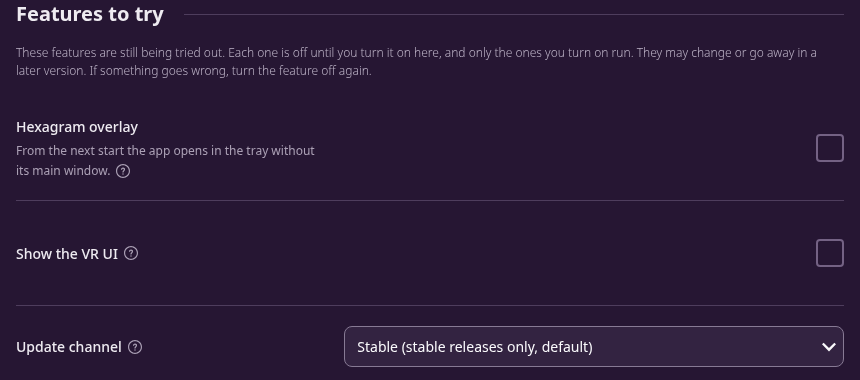 Features to try
These features are still being tried out. Each one is off until you turn it on here, and only the ones you turn on run. They may change or go away in a
later version. If something goes wrong, turn the feature off again.
Hexagram overlay
From the next start the app opens in the tray without
its main window. ?
Show the VR UI ?
Update channel ?
Stable (stable releases only, default)